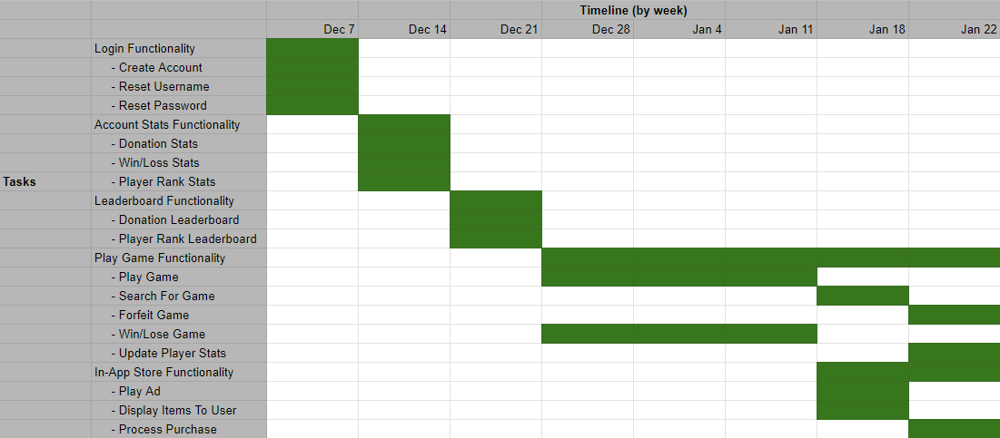 Timeline (by week)
Dec 7 Dec 14 Dec 21 Dec 28 Jan 4 Jan 11 Jan 18 Jan 22
Login Functionality
- Create Account
- Reset Username
- Reset Password
Account Stats Functionality
- Donation Stats
- Win/Loss Stats
Tasks - Player Rank Stats
Leaderboard Functionality
- Donation Leaderboard
- Player Rank Leaderboard
Play Game Functionality
- Play Game
- Search For Game
- Forfeit Game
- Win/Lose Game
- Update Player Stats
In-App Store Functionality
- Play Ad
- Display Items To User
- Process Purchase